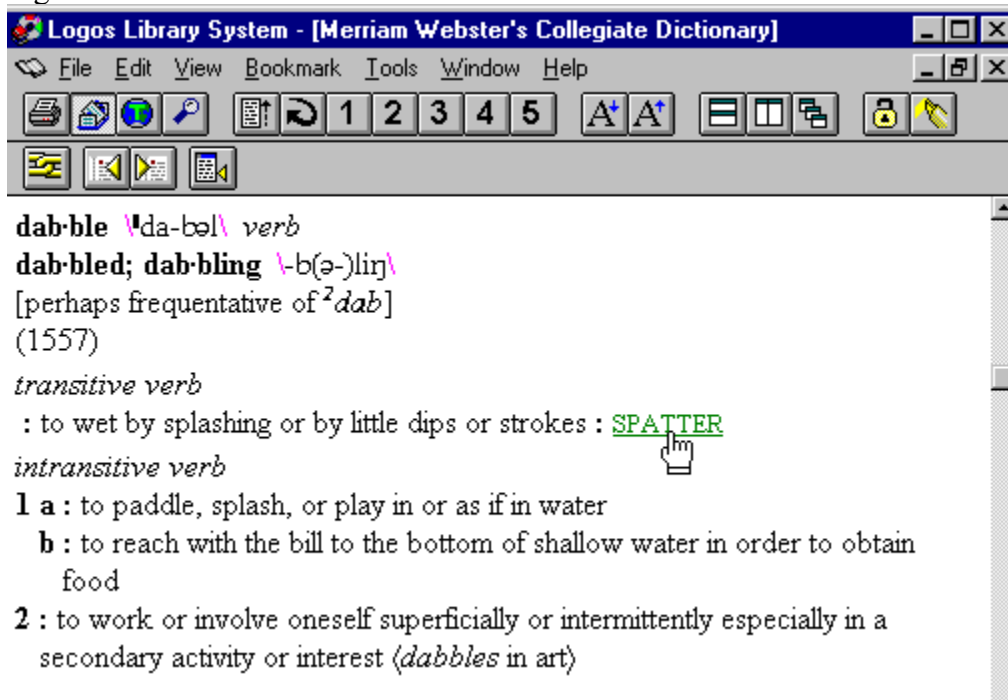 Logos Library System - [Merriam Webster's Collegiate Dictionary]
File Edit View Bookmark Tools Window Help
1 2 3 4 5 A A
dab·ble \ˈda-bəl\ verb
dab·bled; dab·bling \-b(ə-)liŋ\
[perhaps frequentative of ²dab]
(1557)
transitive verb
: to wet by splashing or by little dips or strokes : SPATTER
intransitive verb
1 a : to paddle, splash, or play in or as if in water
b : to reach with the bill to the bottom of shallow water in order to obtain
food
2 : to work or involve oneself superficially or intermittently especially in a
secondary activity or interest ⟨dabbles in art⟩